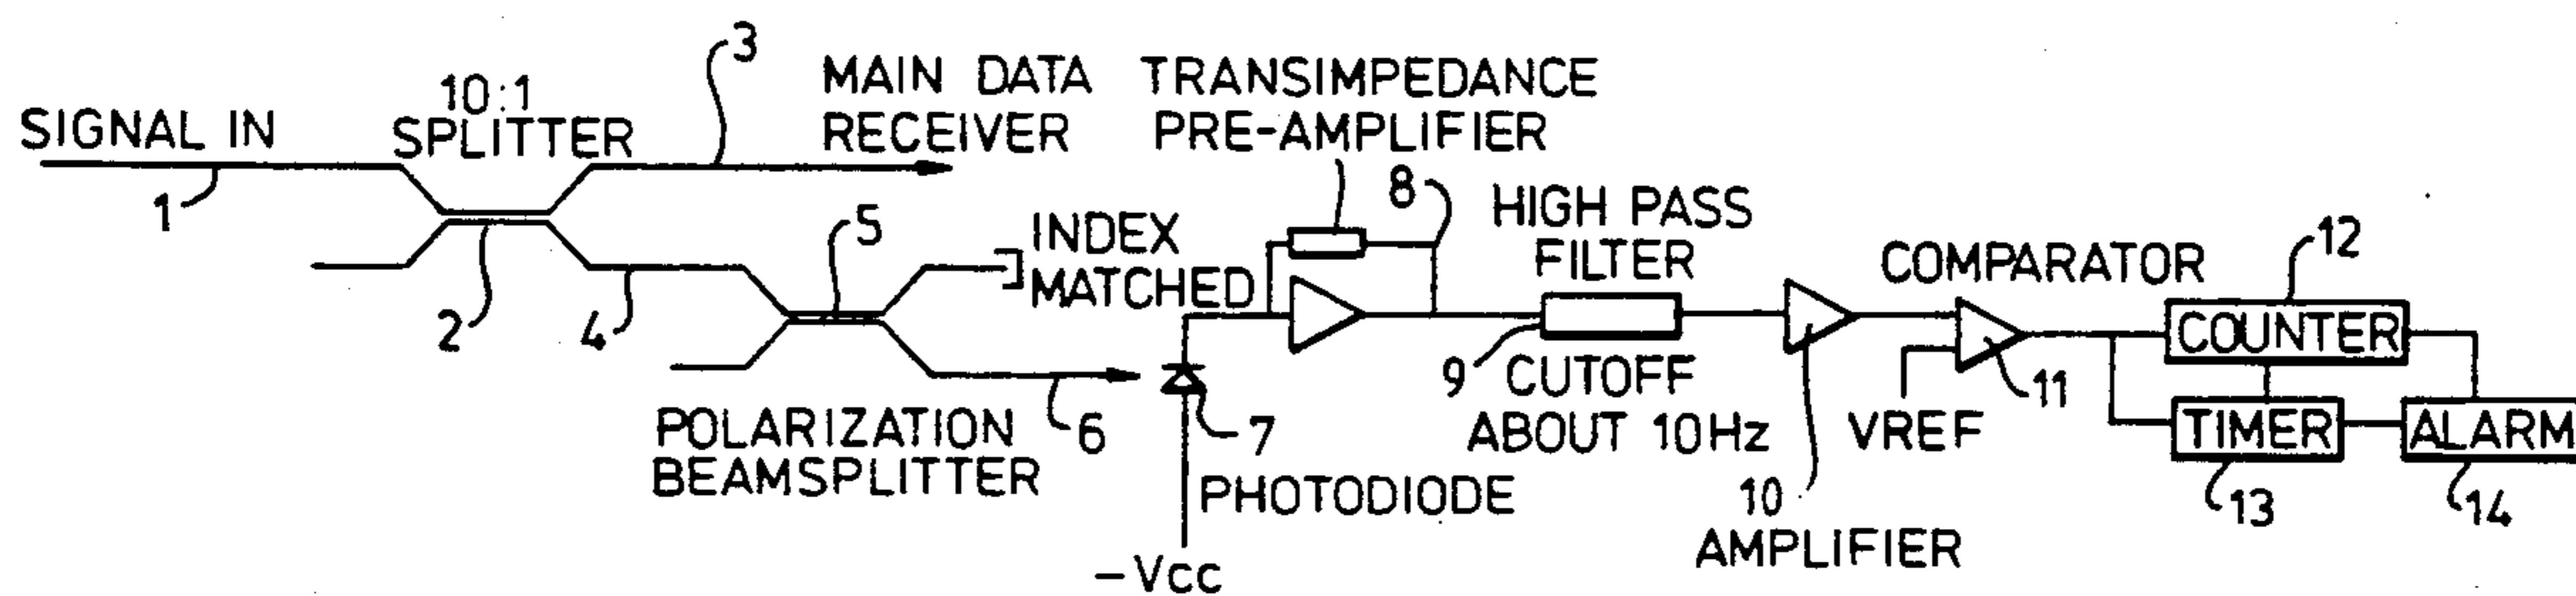 SIGNAL IN
1
10:1
SPLITTER
2
3
MAIN DATA
RECEIVER
4
5
INDEX
MATCHED
POLARIZATION
BEAMSPLITTER
6
TRANSIMPEDANCE
PRE-AMPLIFIER
8
7
PHOTODIODE
-Vcc
HIGH PASS
FILTER
9
CUTOFF
ABOUT 10Hz
10
AMPLIFIER
COMPARATOR
VREF
11
12
COUNTER
TIMER
13
ALARM
14